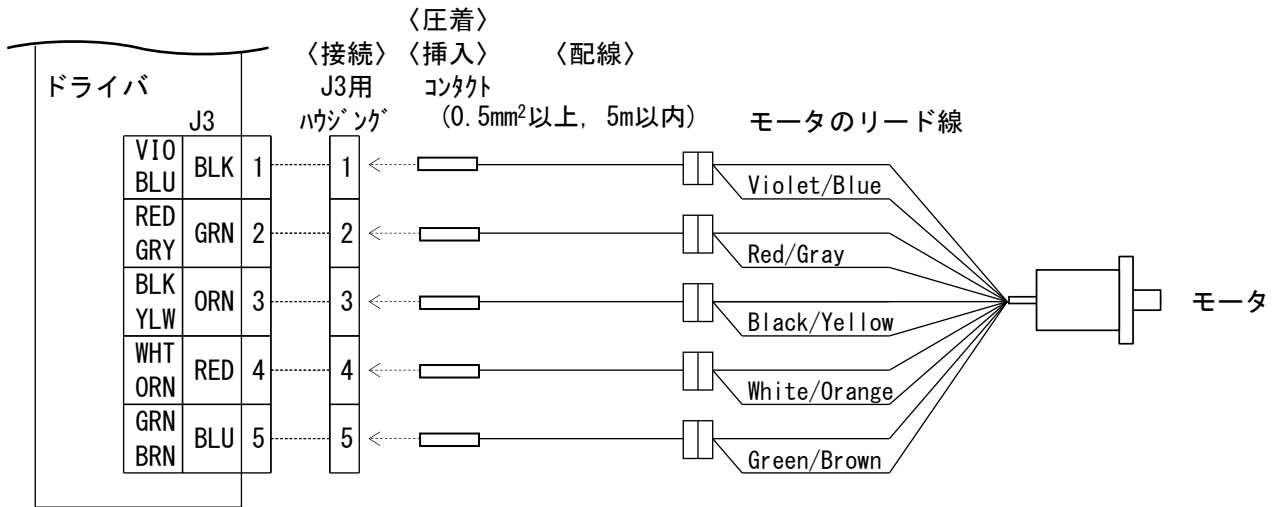 〈圧着〉
〈接続〉 〈挿入〉 〈配線〉
ドライバ J3用 ｺﾝﾀｸﾄ
J3 ﾊｳｼﾞﾝｸﾞ (0.5mm²以上, 5m以内) モータのリード線
VIO
BLU BLK 1 1
Violet/Blue
RED
GRY GRN 2 2
Red/Gray
BLK
YLW ORN 3 3
Black/Yellow
モータ
WHT
ORN RED 4 4
White/Orange
GRN
BRN BLU 5 5
Green/Brown